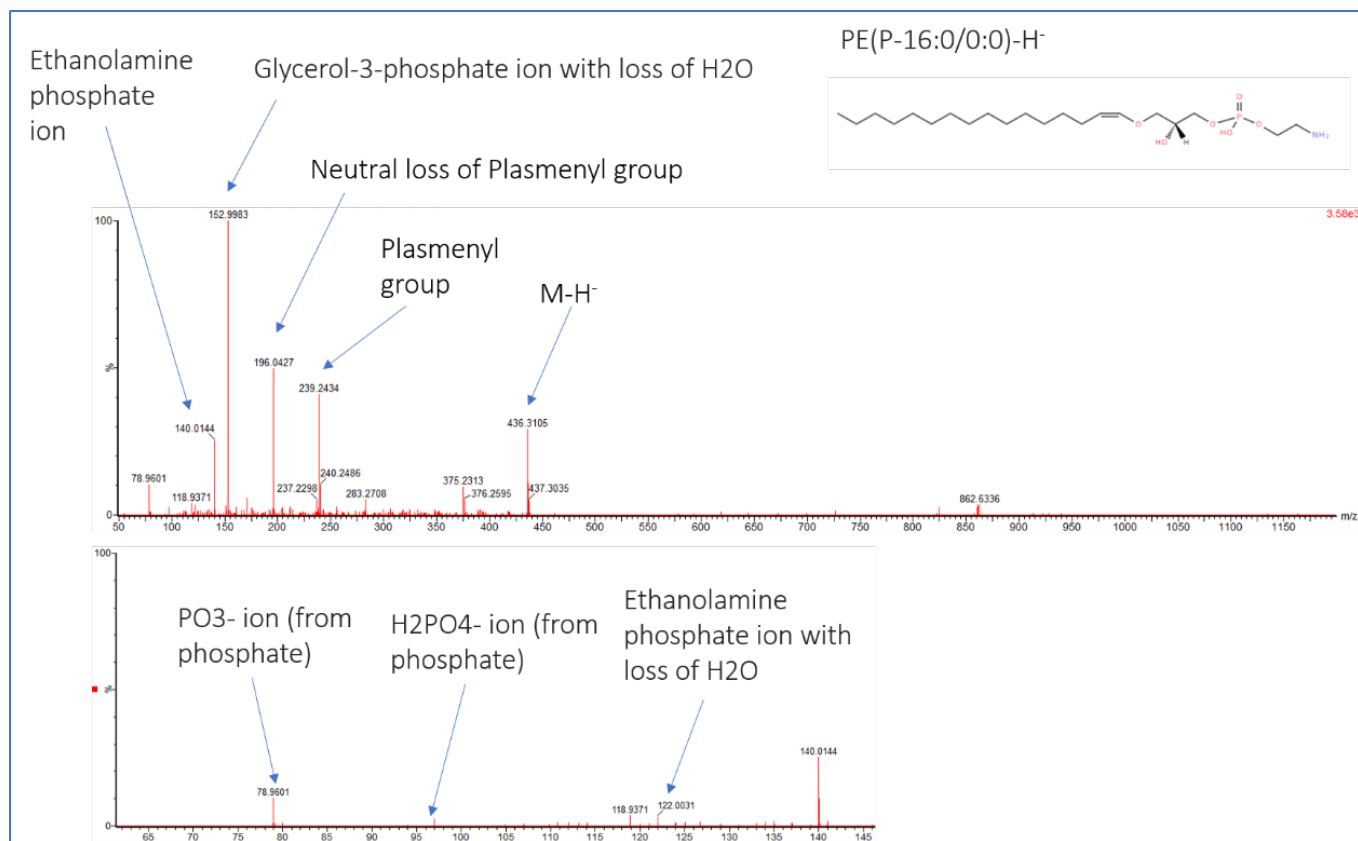 PE(P-16:0/0:0)-H-
Ethanolamine
phosphate
ion
Glycerol-3-phosphate ion with loss of H2O
Neutral loss of Plasmenyl group
Plasmenyl
group
M-H-
O
O
P
HO
O
O
HO
H
NH2
3.58e3
100
%
0
152.9983
196.0427
239.2434
436.3105
140.0144
78.9601
118.9371
237.2298
240.2486
283.2708
375.2313
376.2595
437.3035
862.6336
50 100 150 200 250 300 350 400 450 500 550 600 650 700 750 800 850 900 950 1000 1050 1100 1150 m/z
100
%
0
PO3- ion (from
phosphate)
H2PO4- ion (from
phosphate)
Ethanolamine
phosphate ion with
loss of H2O
78.9601
118.9371
122.0031
140.0144
65 70 75 80 85 90 95 100 105 110 115 120 125 130 135 140 145